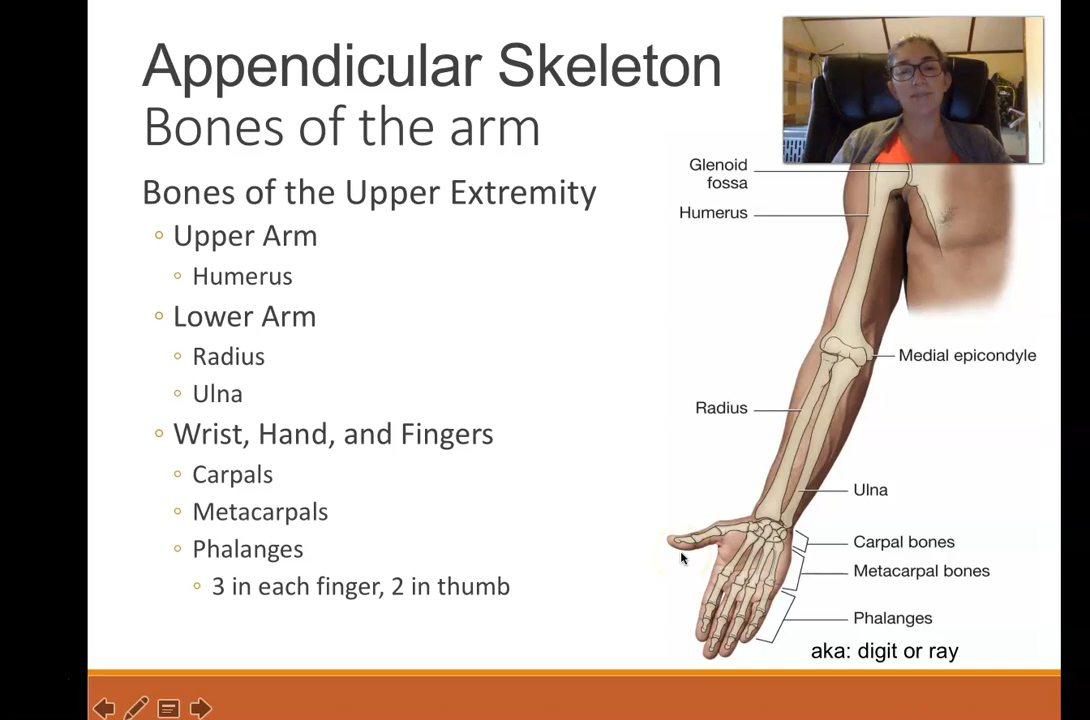 Appendicular Skeleton
Bones of the arm
Bones of the Upper Extremity
Upper Arm
Humerus
Lower Arm
Radius
Ulna
Wrist, Hand, and Fingers
Carpals
Metacarpals
Phalanges
3 in each finger, 2 in thumb
Glenoid
fossa
Humerus
Medial epicondyle
Radius
Ulna
Carpal bones
Metacarpal bones
Phalanges
aka: digit or ray